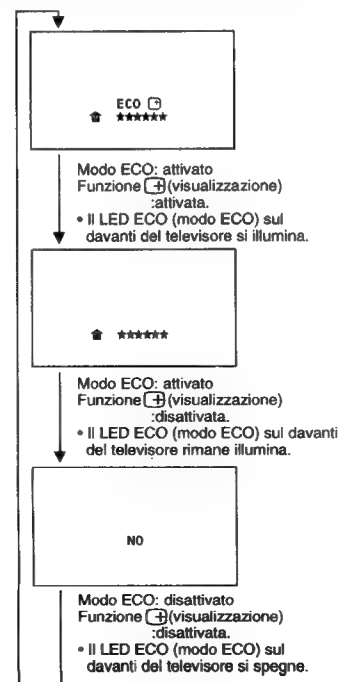 ECO
★★★★★★
Modo ECO: attivato
Funzione (visualizzazione)
:attivata.
• Il LED ECO (modo ECO) sul
davanti del televisore si illumina.
★★★★★★
Modo ECO: attivato
Funzione (visualizzazione)
:disattivata.
• Il LED ECO (modo ECO) sul davanti
del televisore rimane illumina.
NO
Modo ECO: disattivato
Funzione (visualizzazione)
:disattivata.
• Il LED ECO (modo ECO) sul
davanti del televisore si spegne.